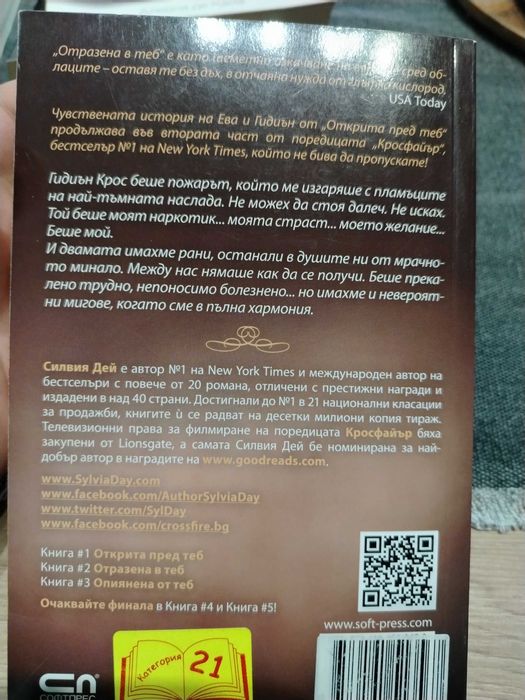 „Отразена в теб“ е като шеметно изкачване на сред об-
лаците – оставя те без дъх, в отчаяна нужда от глътка кислород.
USA Today
Чувствената история на Ева и Гидиън от „Открита пред теб“
продължава във втората част от поредицата „Кросфайър“,
бестселър №1 на New York Times, който не бива да пропускате!
Гидиън Крос беше пожарът, който ме изгаряше с пламъците
на най-тъмната наслада. Не можех да стоя далеч. Не исках.
Той беше моят наркотик... моята страст... моето желание...
Беше мой.
И двамата имахме рани, останали в душите ни от мрачно-
то минало. Между нас нямаше как да се получи. Беше прека-
лено трудно, непоносимо болезнено... но имахме и невероят-
ни мигове, когато сме в пълна хармония.
Силвия Дей е автор №1 на New York Times и международен автор на
бестселъри с повече от 20 романа, отличени с престижни награди и
издадени в над 40 страни. Достигнали до №1 в 21 национални класации
за продажби, книгите ѝ се радват на десетки милиони копия тираж.
Телевизионни права за филмиране на поредицата Кросфайър бяха
закупени от Lionsgate, а самата Силвия Дей бе номинирана за най-
добър автор в наградите на www.goodreads.com.
www.SylviaDay.com
www.facebook.com/AuthorSylviaDay
www.twitter.com/SylDay
www.facebook.com/crossfire.bg
Книга #1 Открита пред теб
Книга #2 Отразена в теб
Книга #3 Опиянена от теб
Очаквайте финала в Книга #4 и Книга #5!
www.soft-press.com
Категория 21
СОФТПРЕС